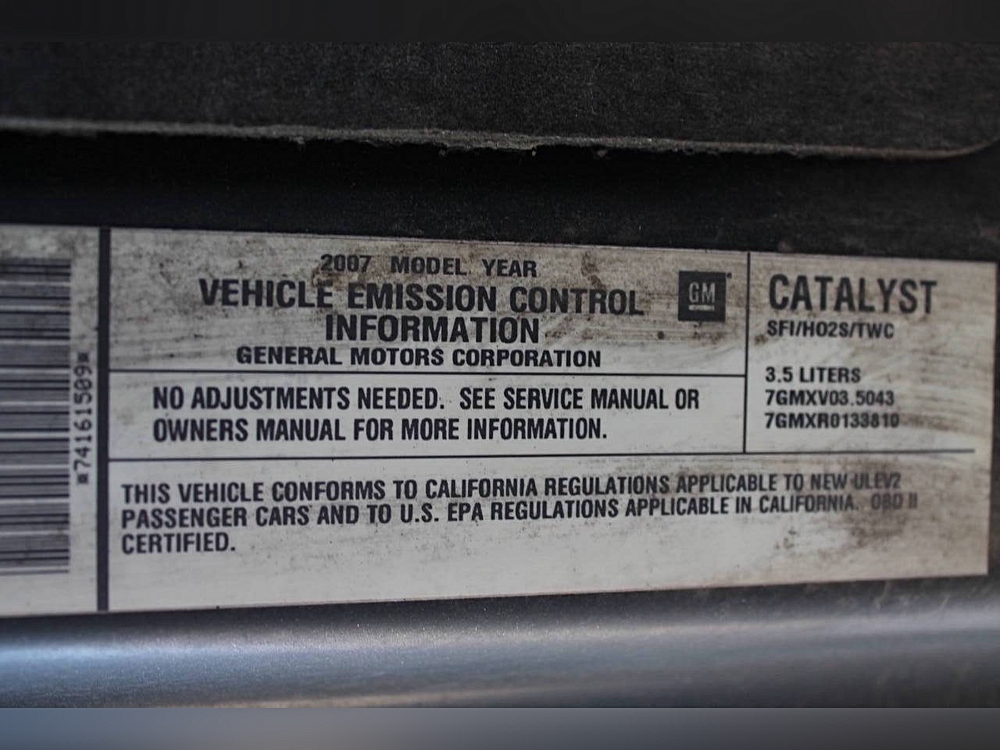 2007 MODEL YEAR
VEHICLE EMISSION CONTROL
INFORMATION
GENERAL MOTORS CORPORATION
GM
NO ADJUSTMENTS NEEDED. SEE SERVICE MANUAL OR
OWNERS MANUAL FOR MORE INFORMATION.
CATALYST
SFI/HO2S/TWC
3.5 LITERS
7GMXV03.5043
7GMXR0133810
THIS VEHICLE CONFORMS TO CALIFORNIA REGULATIONS APPLICABLE TO NEW ULEV2
PASSENGER CARS AND TO U.S. EPA REGULATIONS APPLICABLE IN CALIFORNIA. OBD II
CERTIFIED.
*74161509*